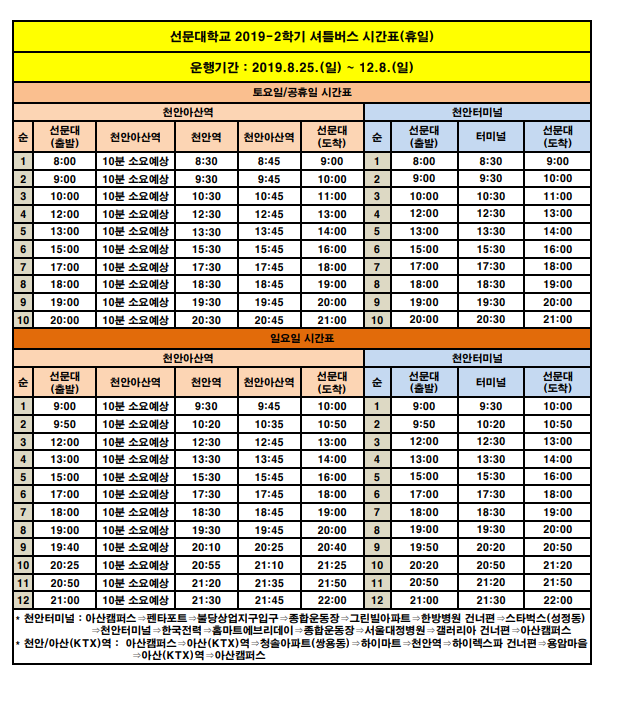 선문대학교 2019-2학기 셔틀버스 시간표(휴일)
운행기간 : 2019.8.25.(일) ~ 12.8.(일)
토요일/공휴일 시간표
천안아산역 천안터미널
순 선문대(출발) 천안아산역 천안역 천안아산역 선문대(도착) 순 선문대(출발) 터미널 선문대(도착)
1 8:00 10분 소요예상 8:30 8:45 9:00 1 8:00 8:30 9:00
2 9:00 10분 소요예상 9:30 9:45 10:00 2 9:00 9:30 10:00
3 10:00 10분 소요예상 10:30 10:45 11:00 3 10:00 10:30 11:00
4 12:00 10분 소요예상 12:30 12:45 13:00 4 12:00 12:30 13:00
5 13:00 10분 소요예상 13:30 13:45 14:00 5 13:00 13:30 14:00
6 15:00 10분 소요예상 15:30 15:45 16:00 6 15:00 15:30 16:00
7 17:00 10분 소요예상 17:30 17:45 18:00 7 17:00 17:30 18:00
8 18:00 10분 소요예상 18:30 18:45 19:00 8 18:00 18:30 19:00
9 19:00 10분 소요예상 19:30 19:45 20:00 9 19:00 19:30 20:00
10 20:00 10분 소요예상 20:30 20:45 21:00 10 20:00 20:30 21:00
일요일 시간표
천안아산역 천안터미널
순 선문대(출발) 천안아산역 천안역 천안아산역 선문대(도착) 순 선문대(출발) 터미널 선문대(도착)
1 9:00 10분 소요예상 9:30 9:45 10:00 1 9:00 9:30 10:00
2 9:50 10분 소요예상 10:20 10:35 10:50 2 9:50 10:20 10:50
3 12:00 10분 소요예상 12:30 12:45 13:00 3 12:00 12:30 13:00
4 13:00 10분 소요예상 13:30 13:45 14:00 4 13:00 13:30 14:00
5 15:00 10분 소요예상 15:30 15:45 16:00 5 15:00 15:30 16:00
6 17:00 10분 소요예상 17:30 17:45 18:00 6 17:00 17:30 18:00
7 18:00 10분 소요예상 18:30 18:45 19:00 7 18:00 18:30 19:00
8 19:00 10분 소요예상 19:30 19:45 20:00 8 19:00 19:30 20:00
9 19:40 10분 소요예상 20:10 20:25 20:40 9 19:50 20:20 20:50
10 20:25 10분 소요예상 20:55 21:10 21:25 10 20:20 20:50 21:20
11 20:50 10분 소요예상 21:20 21:35 21:50 11 20:50 21:20 21:50
12 21:00 10분 소요예상 21:30 21:45 22:00 12 21:00 21:30 22:00
* 천안터미널 : 아산캠퍼스⇒펜타포트⇒불당상업지구입구⇒종합운동장⇒그린빌아파트⇒한방병원 건너편⇒스타벅스(성정동)
⇒천안터미널⇒한국전력⇒홈마트에브리데이⇒종합운동장⇒서울대정병원⇒갤러리아 건너편⇒아산캠퍼스
* 천안/아산(KTX)역 : 아산캠퍼스⇒아산(KTX)역⇒청솔아파트(쌍용동)⇒하이마트⇒천안역⇒하이렉스파 건너편⇒용암마을
⇒아산(KTX)역⇒아산캠퍼스